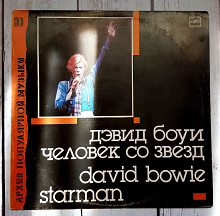 АРХИВ ПОПУЛЯРНОЙ МУЗЫКИ
дэвид боуи
человек со звезд
david bowie
starman